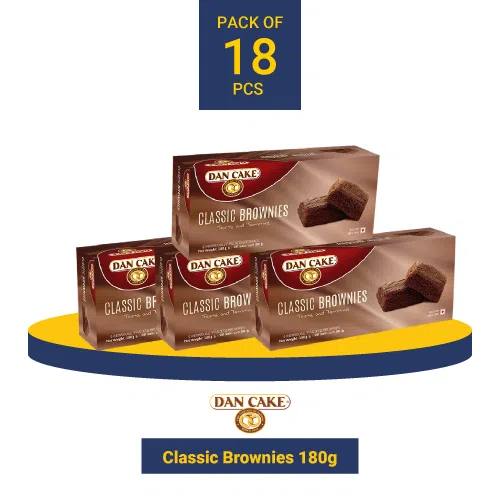 PACK OF
18
PCS
DAN CAKE
CLASSIC BROWNIES
DAN CAKE
CLASSIC BROW
DAN CAKE
CLASSIC BROW
DAN CAKE
CLASSIC BROWNIES
DAN CAKE
Classic Brownies 180g